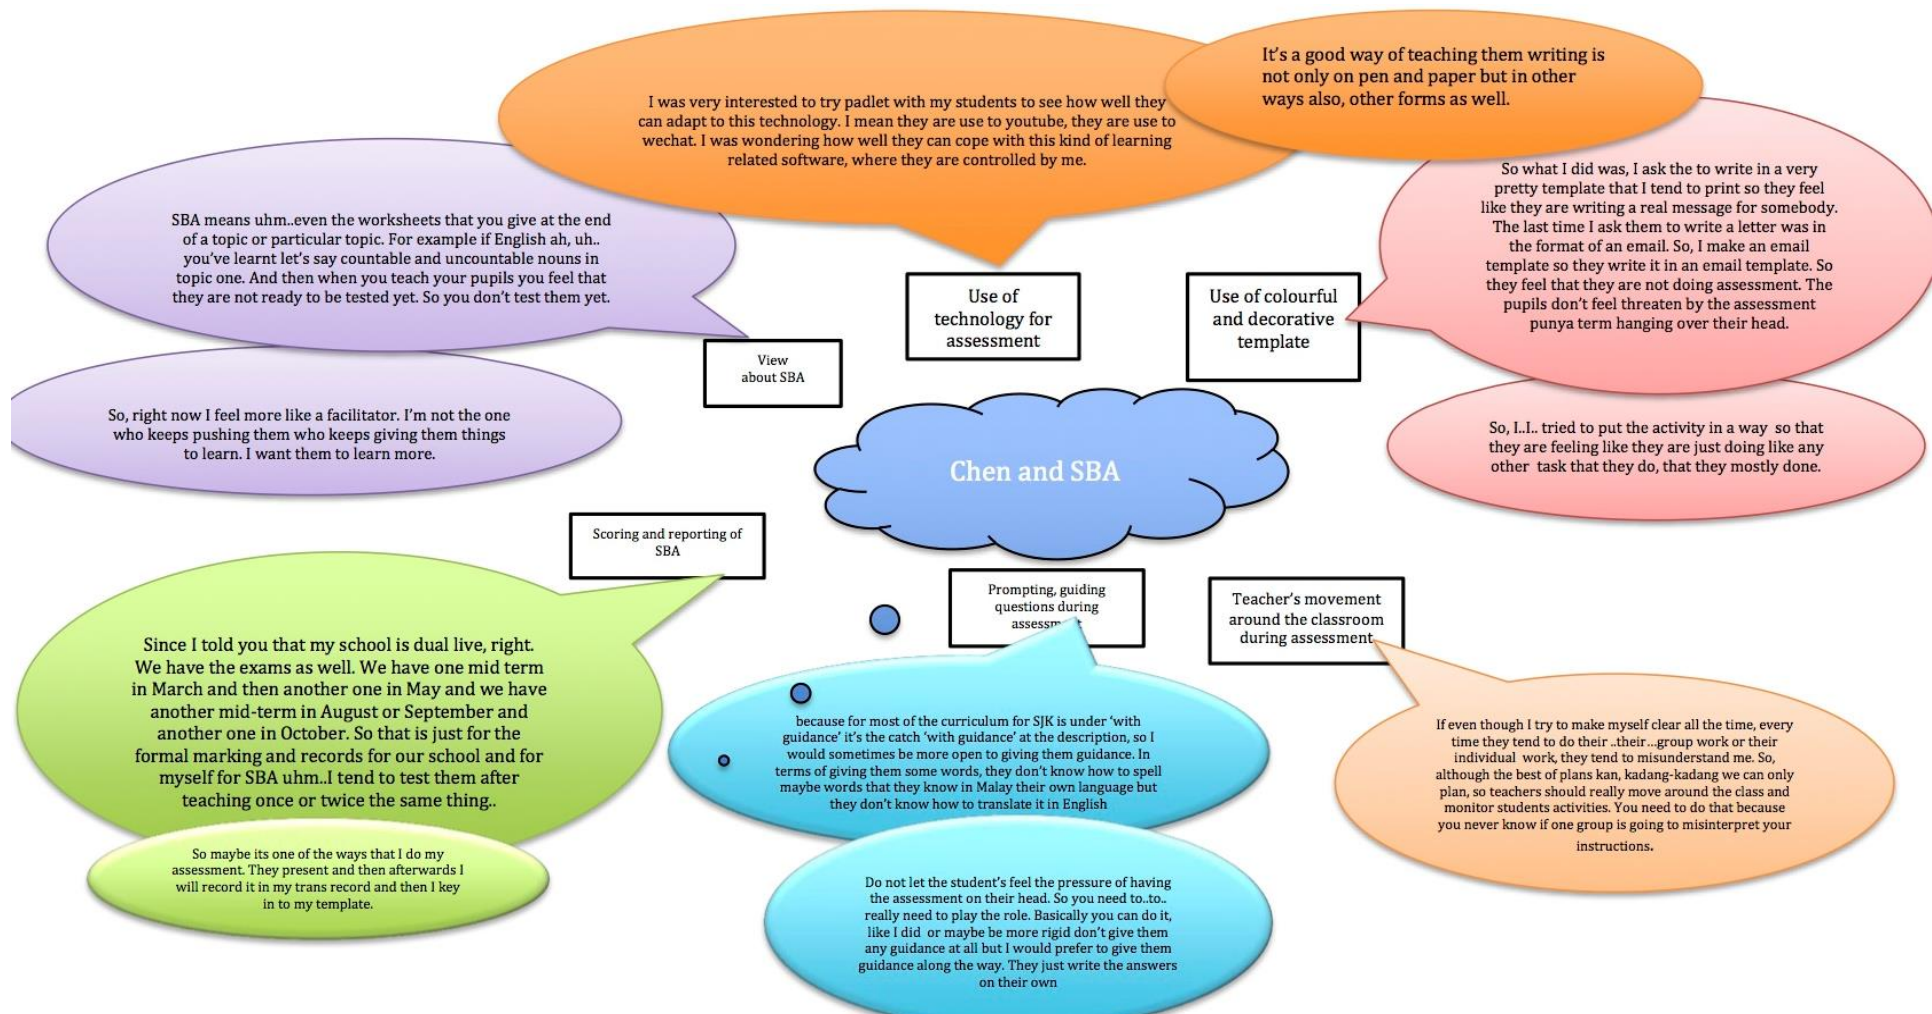 It's a good way of teaching them writing is
not only on pen and paper but in other
ways also, other forms as well.
I was very interested to try padlet with my students to see how well they
can adapt to this technology. I mean they are use to youtube, they are use to
wechat. I was wondering how well they can cope with this kind of learning
related software, where they are controlled by me.
SBA means uhm..even the worksheets that you give at the end
of a topic or particular topic. For example if English ah, uh..
you've learnt let's say countable and uncountable nouns in
topic one. And then when you teach your pupils you feel that
they are not ready to be tested yet. So you don't test them yet.
So what I did was, I ask the to write in a very
pretty template that I tend to print so they feel
like they are writing a real message for somebody.
The last time I ask them to write a letter was in
the format of an email. So, I make an email
template so they write it in an email template. So
they feel that they are not doing assessment. The
pupils don't feel threaten by the assessment
punya term hanging over their head.
Use of
technology for
assessment
Use of colourful
and decorative
template
View
about SBA
So, right now I feel more like a facilitator. I'm not the one
who keeps pushing them who keeps giving them things
to learn. I want them to learn more.
So, I..I.. tried to put the activity in a way so that
they are feeling like they are just doing like any
other task that they do, that they mostly done.
Chen and SBA
Scoring and reporting of
SBA
Prompting, guiding
questions during
assessment
Teacher's movement
around the classroom
during assessment
Since I told you that my school is dual live, right.
We have the exams as well. We have one mid term
in March and then another one in May and we have
another mid-term in August or September and
another one in October. So that is just for the
formal marking and records for our school and for
myself for SBA uhm..I tend to test them after
teaching once or twice the same thing..
because for most of the curriculum for SJK is under 'with
guidance' it's the catch 'with guidance' at the description, so I
would sometimes be more open to giving them guidance. In
terms of giving them some words, they don't know how to spell
maybe words that they know in Malay their own language but
they don't know how to translate it in English
If even though I try to make myself clear all the time, every
time they tend to do their ..their...group work or their
individual work, they tend to misunderstand me. So,
although the best of plans kan, kadang-kadang we can only
plan, so teachers should really move around the class and
monitor students activities. You need to do that because
you never know if one group is going to misinterpret your
instructions.
So maybe its one of the ways that I do my
assessment. They present and then afterwards I
will record it in my trans record and then I key
in to my template.
Do not let the student's feel the pressure of having
the assessment on their head. So you need to..to..
really need to play the role. Basically you can do it,
like I did or maybe be more rigid don't give them
any guidance at all but I would prefer to give them
guidance along the way. They just write the answers
on their own